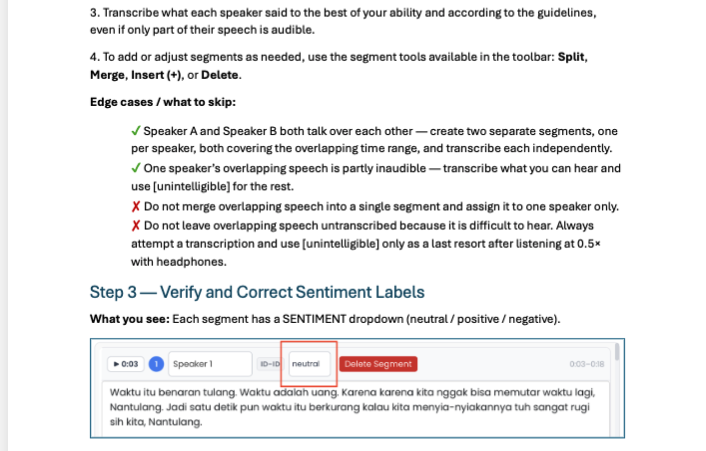 3. Transcribe what each speaker said to the best of your ability and according to the guidelines,
even if only part of their speech is audible.
4. To add or adjust segments as needed, use the segment tools available in the toolbar: Split,
Merge, Insert (+), or Delete.
Edge cases / what to skip:
✓ Speaker A and Speaker B both talk over each other — create two separate segments, one
per speaker, both covering the overlapping time range, and transcribe each independently.
✓ One speaker's overlapping speech is partly inaudible — transcribe what you can hear and
use [unintelligible] for the rest.
✗ Do not merge overlapping speech into a single segment and assign it to one speaker only.
✗ Do not leave overlapping speech untranscribed because it is difficult to hear. Always
attempt a transcription and use [unintelligible] only as a last resort after listening at 0.5×
with headphones.
Step 3 — Verify and Correct Sentiment Labels
What you see: Each segment has a SENTIMENT dropdown (neutral / positive / negative).
▶ 0:03 1 Speaker 1 ID-ID neutral Delete Segment 0:03-0:18
Waktu itu benaran tulang. Waktu adalah uang. Karena karena kita nggak bisa memutar waktu lagi,
Nantulang. Jadi satu detik pun waktu itu berkurang kalau kita menyia-nyiakannya tuh sangat rugi
sih kita, Nantulang.